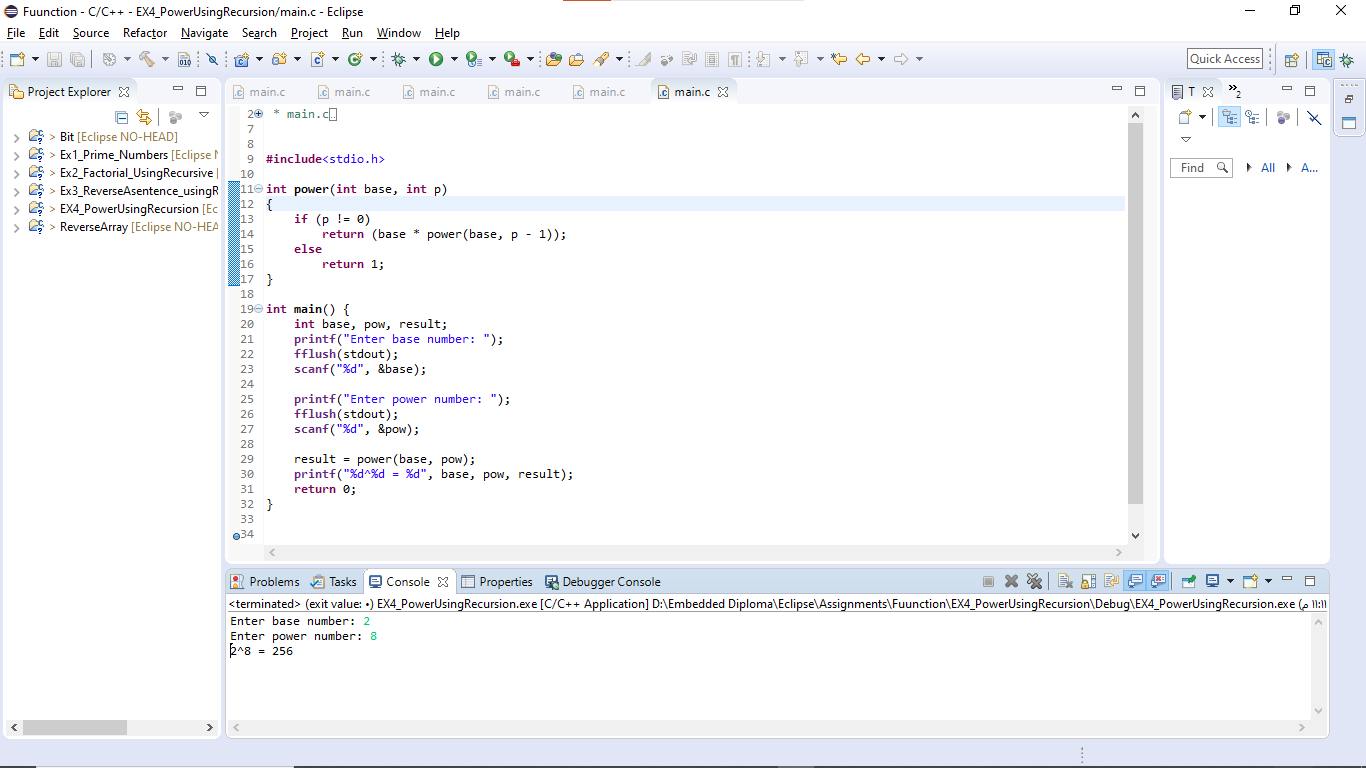 Fuunction - C/C++ - EX4_PowerUsingRecursion/main.c - Eclipse
File Edit Source Refactor Navigate Search Project Run Window Help
Quick Access
Project Explorer
Bit [Eclipse NO-HEAD]
> Ex1_Prime_Numbers [Eclipse N
> Ex2_Factorial_UsingRecursive [
> Ex3_ReverseAsentence_usingR
> EX4_PowerUsingRecursion [Ec
ReverseArray [Eclipse NO-HEA
main.c main.c main.c main.c main.c main.c
2 * main.c
7
8
9 #include<stdio.h>
10
11 int power(int base, int p)
12 {
13 if (p != 0)
14 return (base * power(base, p - 1));
15 else
16 return 1;
17 }
18
19 int main() {
20 int base, pow, result;
21 printf("Enter base number: ");
22 fflush(stdout);
23 scanf("%d", &base);
24
25 printf("Enter power number: ");
26 fflush(stdout);
27 scanf("%d", &pow);
28
29 result = power(base, pow);
30 printf("%d^%d = %d", base, pow, result);
31 return 0;
32 }
33
34
T
2
Find All A...
Problems Tasks Console Properties Debugger Console
<terminated> (exit value: •) EX4_PowerUsingRecursion.exe [C/C++ Application] D:\Embedded Diploma\Eclipse\Assignments\Fuunction\EX4_PowerUsingRecursion\Debug\EX4_PowerUsingRecursion.exe (م ١١:١١
Enter base number: 2
Enter power number: 8
2^8 = 256